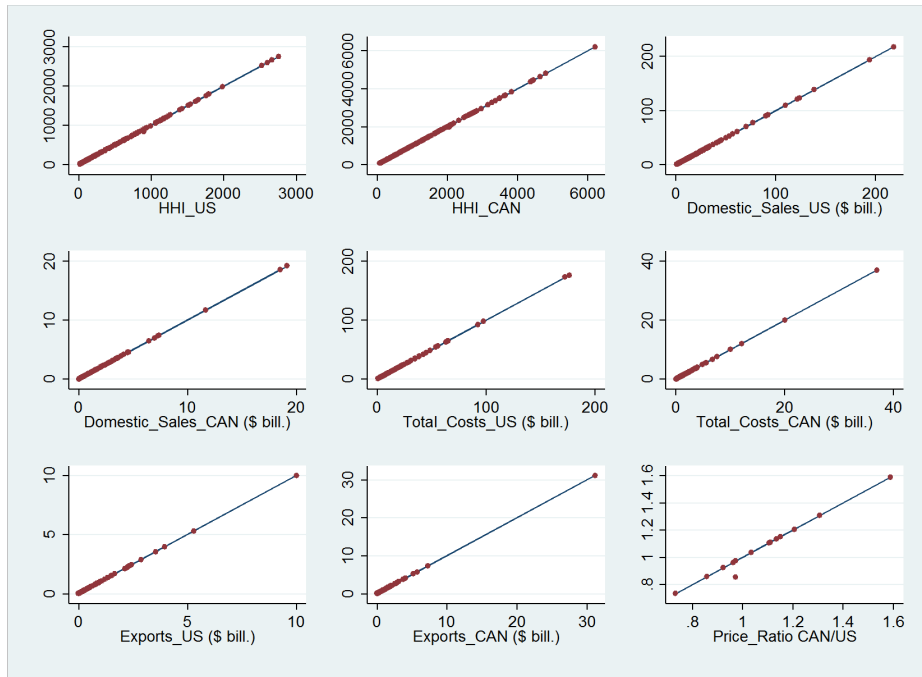 3000
2000
1000
0
0 1000 2000 3000
HHI_US
6000
4000
2000
0
0 2000 4000 6000
HHI_CAN
200
100
0
0 100 200
Domestic_Sales_US ($ bill.)
20
10
0
0 10 20
Domestic_Sales_CAN ($ bill.)
200
100
0
0 100 200
Total_Costs_US ($ bill.)
40
20
0
0 20 40
Total_Costs_CAN ($ bill.)
10
5
0
0 5 10
Exports_US ($ bill.)
30
20
10
0
0 10 20 30
Exports_CAN ($ bill.)
1.6
1.4
1.2
1
.8
.8 1 1.2 1.4 1.6
Price_Ratio CAN/US